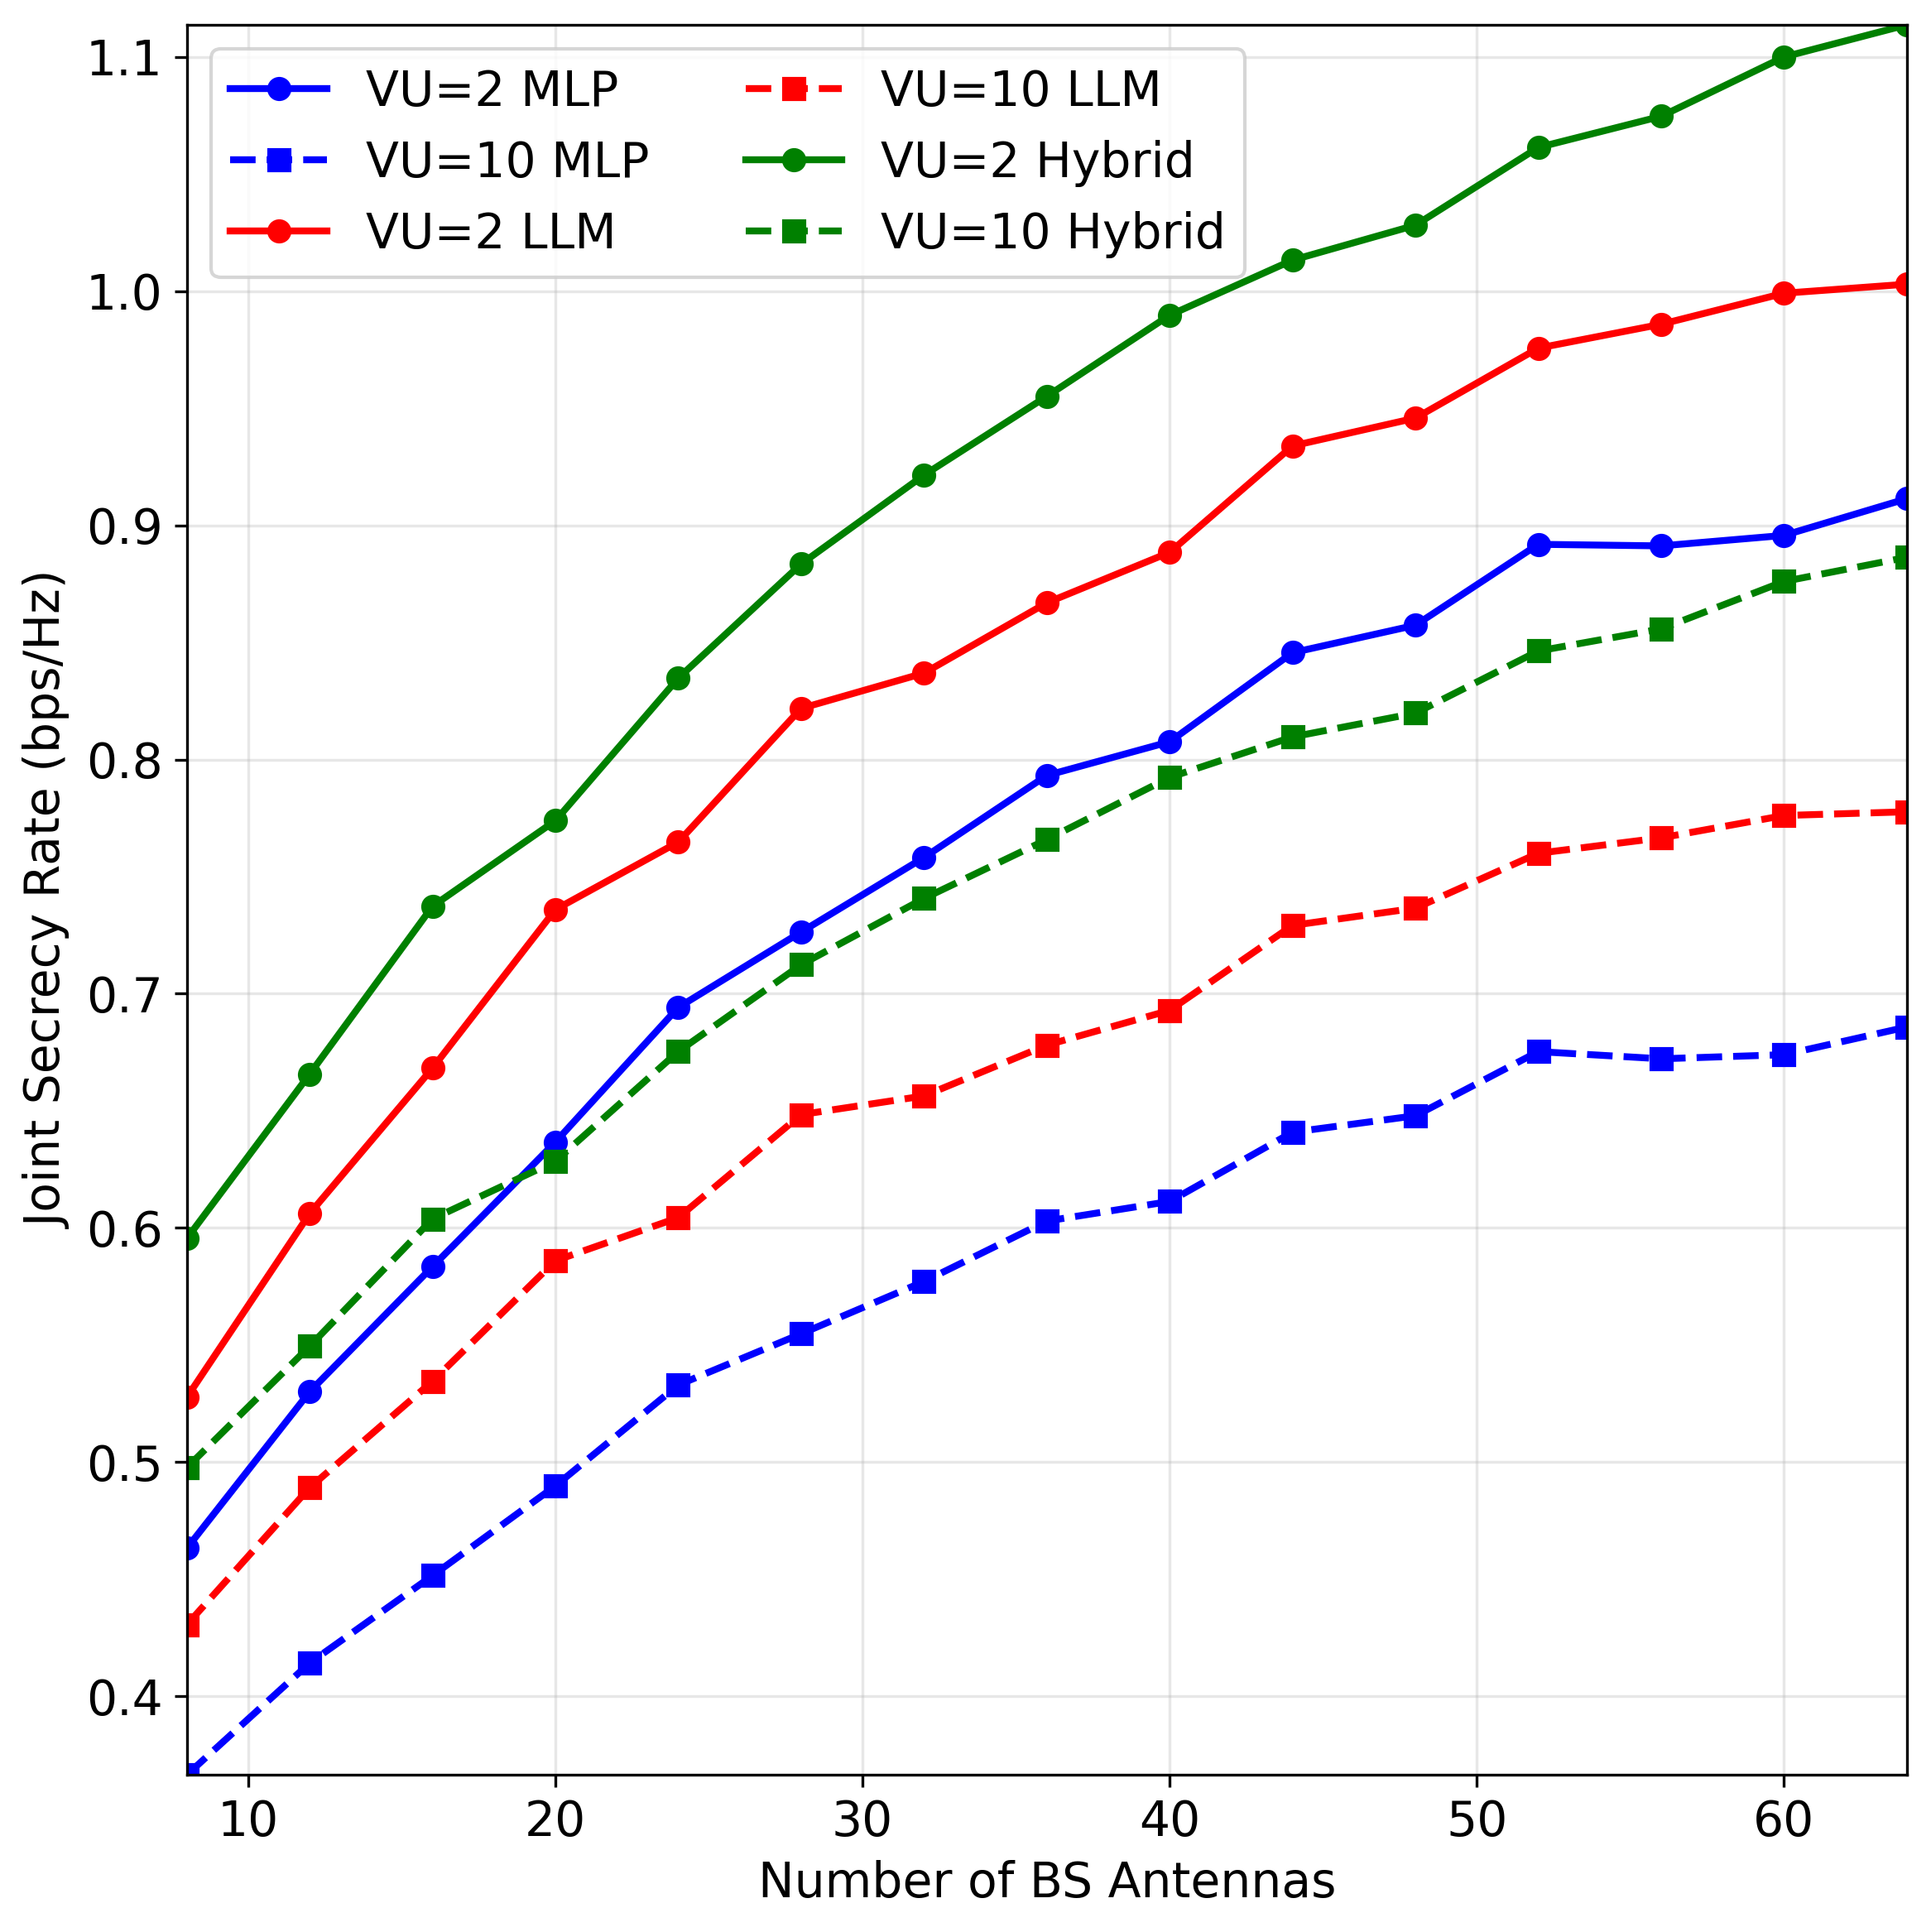 1.1
1.0
0.9
0.8
0.7
0.6
0.5
0.4
Joint Secrecy Rate (bps/Hz)
VU=2 MLP
VU=10 MLP
VU=2 LLM
VU=10 LLM
VU=2 Hybrid
VU=10 Hybrid
10 20 30 40 50 60
Number of BS Antennas